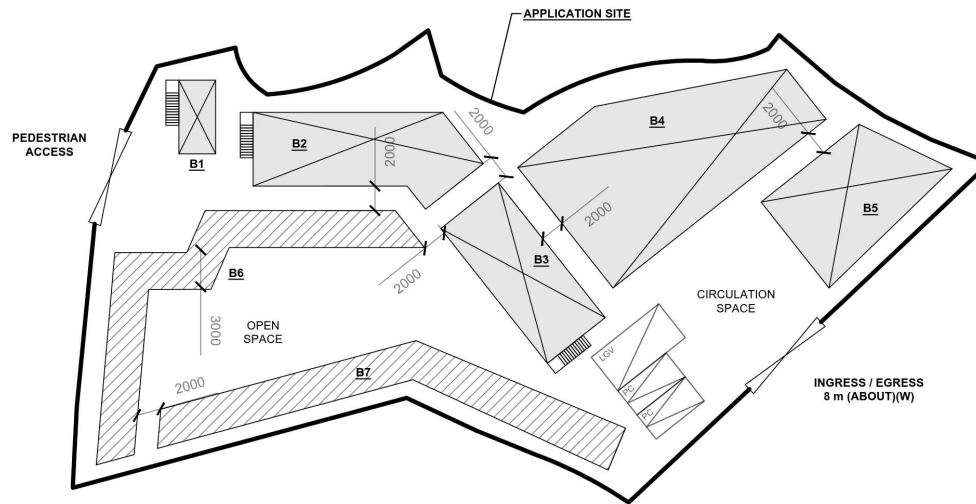 APPLICATION SITE
PEDESTRIAN
ACCESS
B1
B2
2000
2000
B4
2000
B5
B3
2000
2000
B6
3000
OPEN
SPACE
CIRCULATION
SPACE
LGV
PC
PC
B7
2000
INGRESS / EGRESS
8 m (ABOUT)(W)